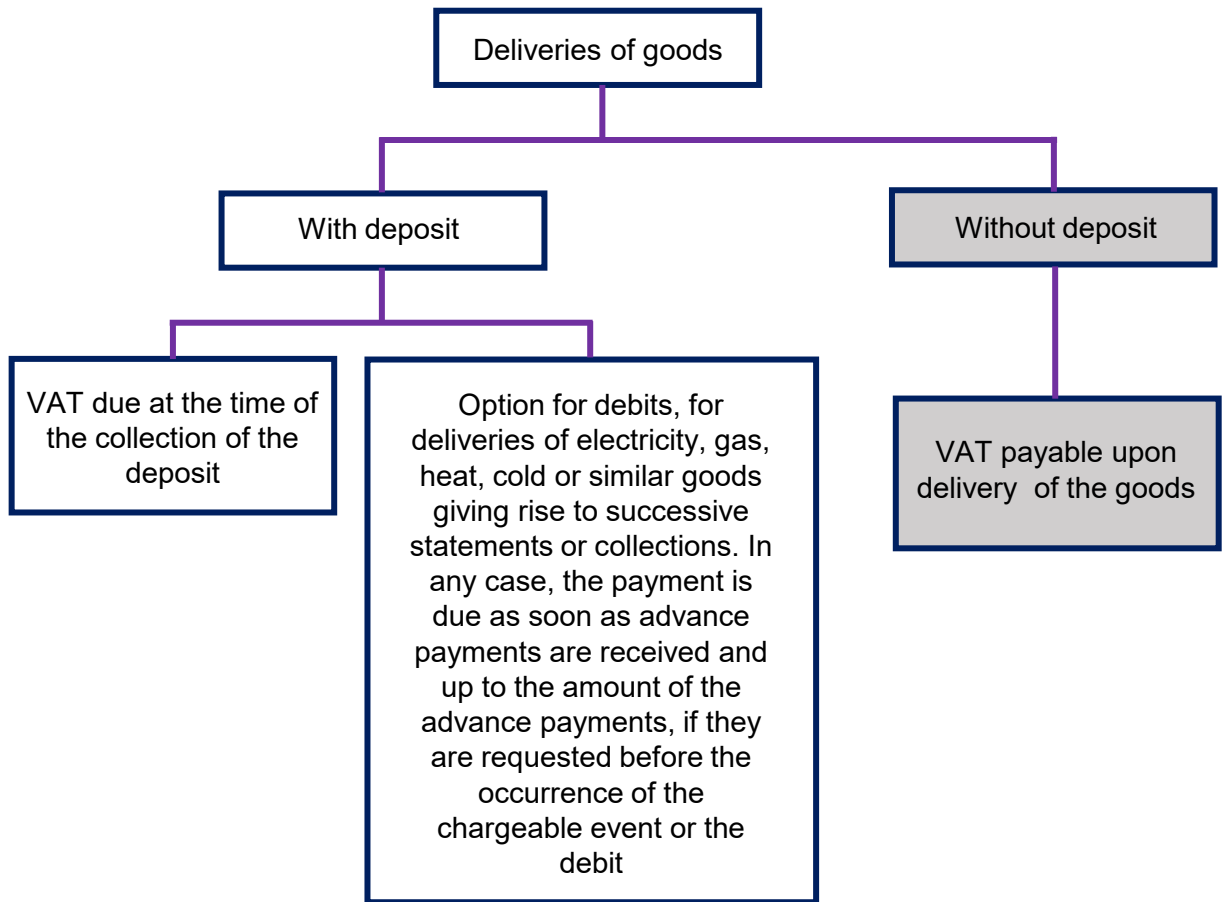 Deliveries of goods
With deposit
Without deposit
VAT due at the time of
the collection of the
deposit
Option for debits, for
deliveries of electricity, gas,
heat, cold or similar goods
giving rise to successive
statements or collections. In
any case, the payment is
due as soon as advance
payments are received and
up to the amount of the
advance payments, if they
are requested before the
occurrence of the
chargeable event or the
debit
VAT payable upon
delivery of the goods